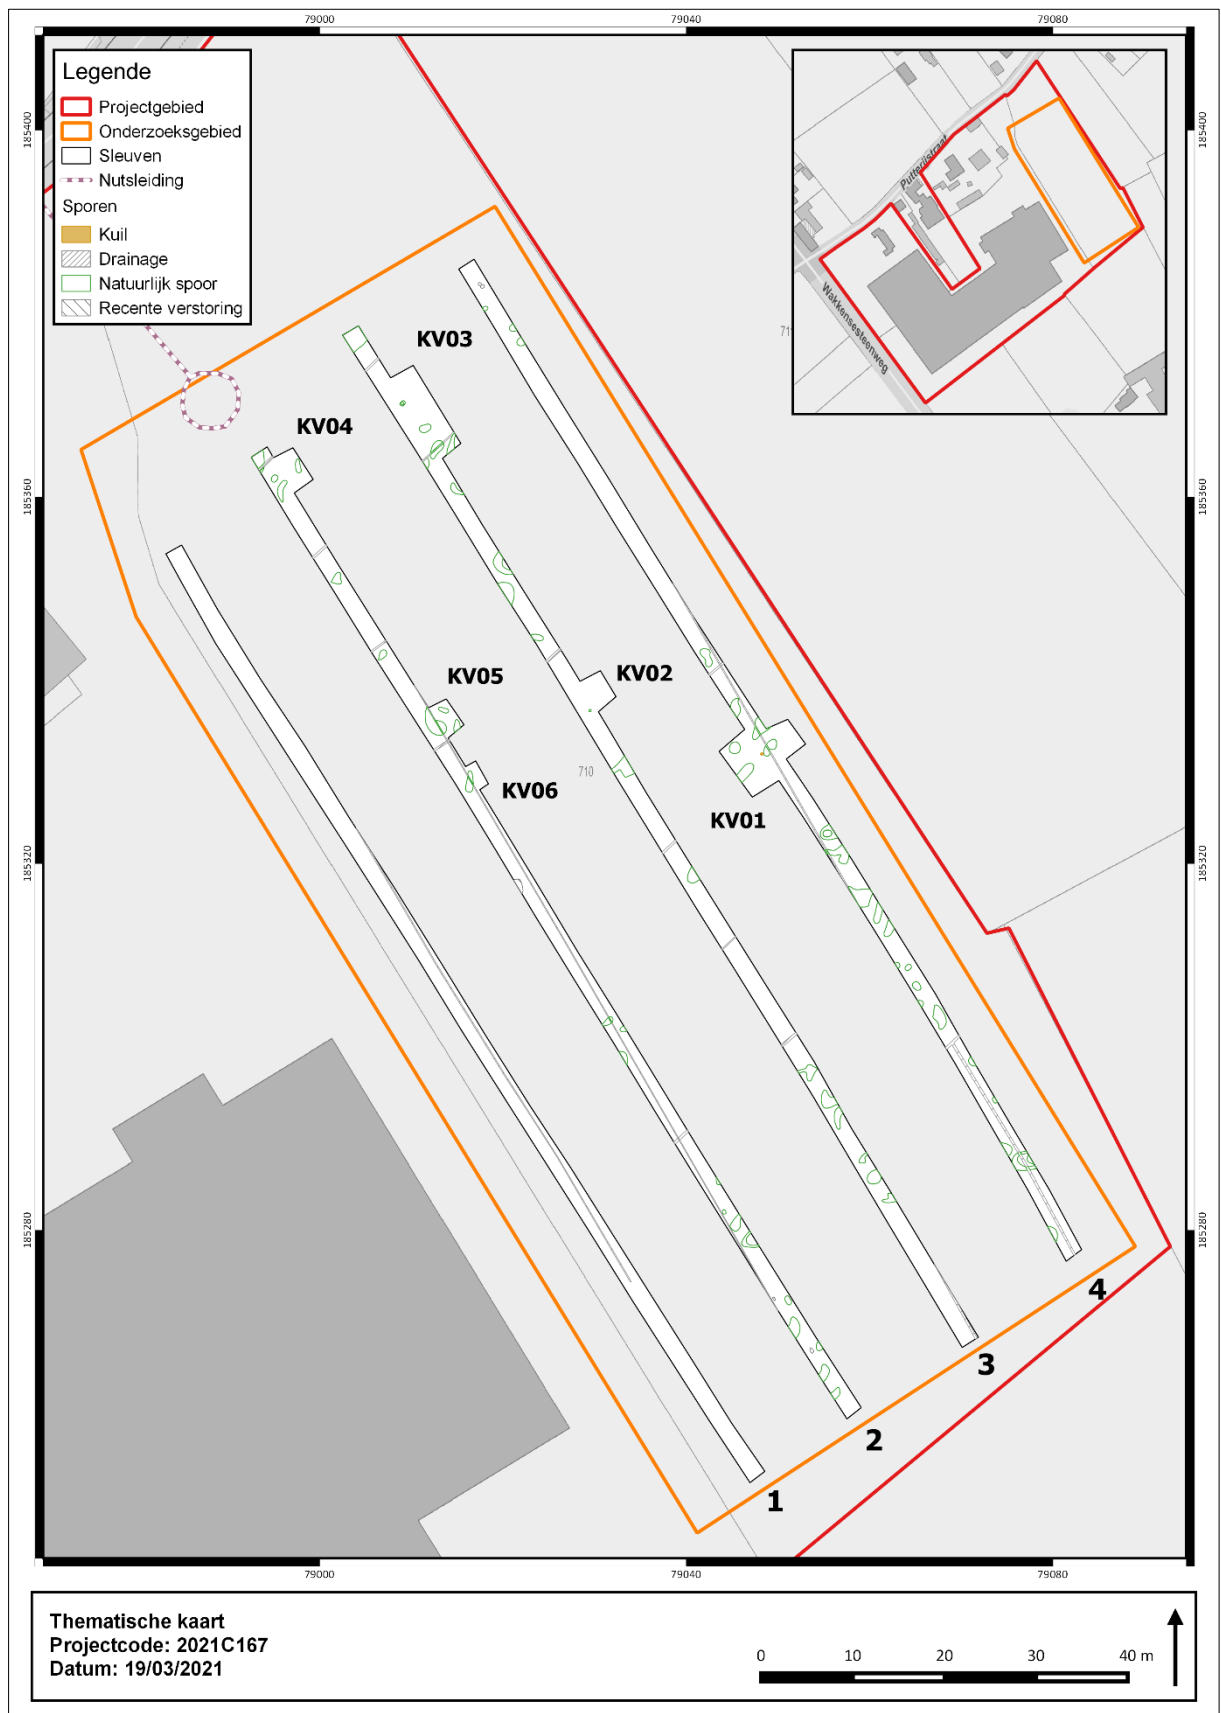 79000
79040
79080
185400
185400
185360
185360
185320
185320
185280
185280
Legende
Projectgebied
Onderzoeksgebied
Sleuven
Nutsleiding
Sporen
Kuil
Drainage
Natuurlijk spoor
Recente verstoring
Wakkensesteenweg
71
KV03
KV04
KV02
KV05
710
KV06
KV01
4
3
2
1
79000
79040
79080
Thematische kaart
Projectcode: 2021C167
Datum: 19/03/2021
0
10
20
30
40 m